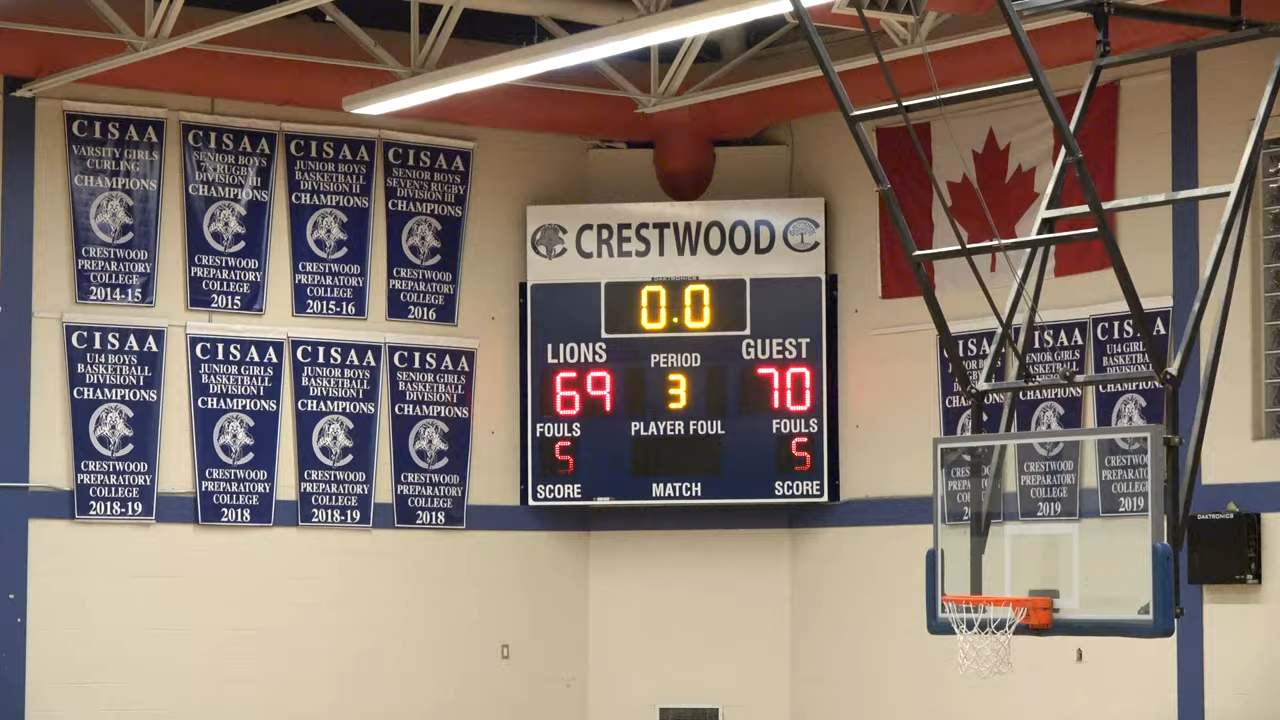 CISAA
VARSITY GIRLS
CURLING
CHAMPIONS
CRESTWOOD
PREPARATORY
COLLEGE
2014-15
CISAA
SENIOR BOYS
7'S RUGBY
DIVISION III
CHAMPIONS
CRESTWOOD
PREPARATORY
COLLEGE
2015
CISAA
JUNIOR BOYS
BASKETBALL
DIVISION II
CHAMPIONS
CRESTWOOD
PREPARATORY
COLLEGE
2015-16
CISAA
SENIOR BOYS
SEVEN'S RUGBY
DIVISION III
CHAMPIONS
CRESTWOOD
PREPARATORY
COLLEGE
2016
CISAA
U14 BOYS
BASKETBALL
DIVISION I
CHAMPIONS
CRESTWOOD
PREPARATORY
COLLEGE
2018-19
CISAA
JUNIOR GIRLS
BASKETBALL
DIVISION I
CHAMPIONS
CRESTWOOD
PREPARATORY
COLLEGE
2018
CISAA
JUNIOR BOYS
BASKETBALL
DIVISION I
CHAMPIONS
CRESTWOOD
PREPARATORY
COLLEGE
2018-19
CISAA
SENIOR GIRLS
BASKETBALL
DIVISION I
CHAMPIONS
CRESTWOOD
PREPARATORY
COLLEGE
2018
CRESTWOOD
DAKTRONICS
0.0
LIONS PERIOD GUEST
69 3 70
FOULS PLAYER FOUL FOULS
5 5
SCORE MATCH SCORE
CISAA
BOYS
CISAA
SENIOR GIRLS
CRESTWOOD
PREPARATORY
COLLEGE
2019
CISAA
U14 GIRLS
BASKETBALL
DIVISION I
CHAMPIONS
2019
DAKTRONICS